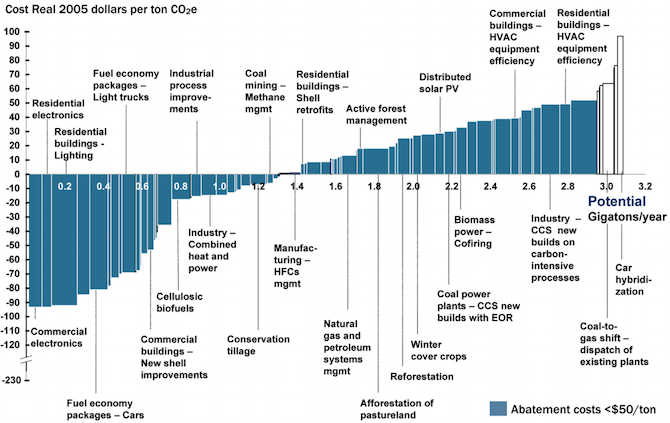 Cost Real 2005 dollars per ton CO₂e
100
90
80
70
60
50
40
30
20
10
0
-10
-20
-30
-40
-50
-60
-70
-80
-90
-100
-110
-120
-230
0.2
0.4
0.6
0.8
1.0
1.2
1.4
1.6
1.8
2.0
2.2
2.4
2.6
2.8
3.0
3.2
Potential
Gigatons/year
Residential
electronics
Residential
buildings -
Lighting
Fuel economy
packages –
Light trucks
Industrial
process
improve-
ments
Coal
mining –
Methane
mgmt
Residential
buildings –
Shell
retrofits
Active forest
management
Distributed
solar PV
Commercial
buildings –
HVAC
equipment
efficiency
Residential
buildings –
HVAC
equipment
efficiency
Commercial
electronics
Fuel economy
packages – Cars
Commercial
buildings –
New shell
improvements
Cellulosic
biofuels
Industry –
Combined
heat and
power
Conservation
tillage
Manufac-
turing –
HFCs
mgmt
Natural
gas and
petroleum
systems
mgmt
Afforestation of
pastureland
Reforestation
Winter
cover crops
Coal power
plants – CCS new
builds with EOR
Biomass
power –
Cofiring
Industry –
CCS new
builds on
carbon-
intensive
processes
Coal-to-
gas shift –
dispatch of
existing plants
Car
hybridi-
zation
Abatement costs <$50/ton